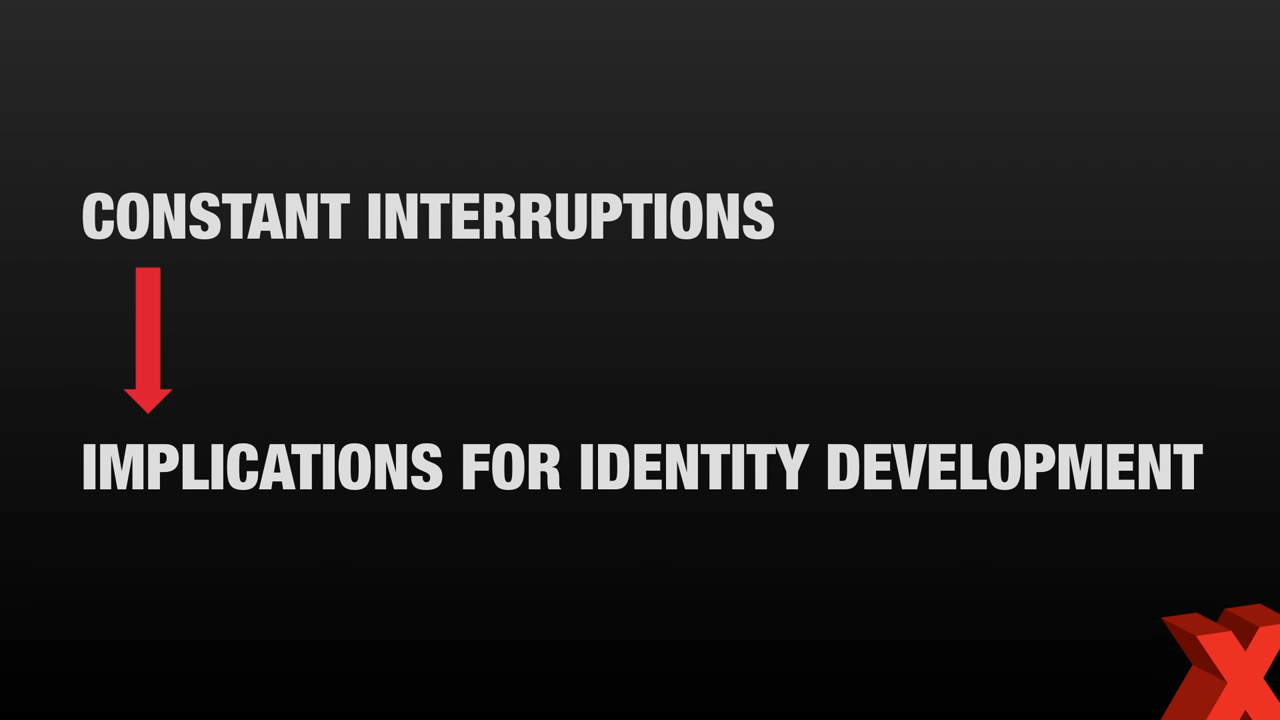 CONSTANT INTERRUPTIONS
IMPLICATIONS FOR IDENTITY DEVELOPMENT
X